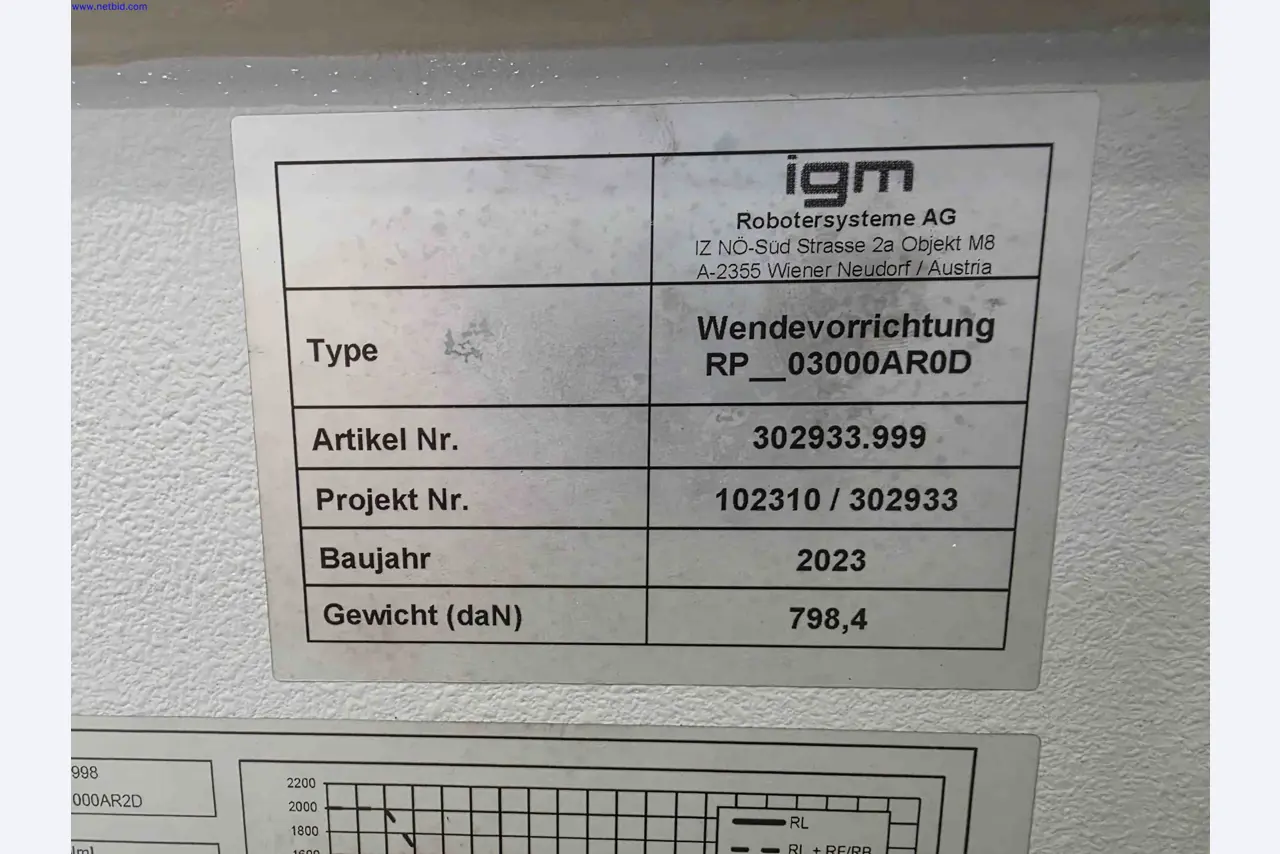 www.netbid.com
igm
Robotersysteme AG
IZ NÖ-Süd Strasse 2a Objekt M8
A-2355 Wiener Neudorf / Austria
Type
Wendevorrichtung
RP__03000AR0D
Artikel Nr.
302933.999
Projekt Nr.
102310 / 302933
Baujahr
2023
Gewicht (daN)
798,4
998
000AR2D
2200
2000
1800
1600
RL
RL + RF/RB